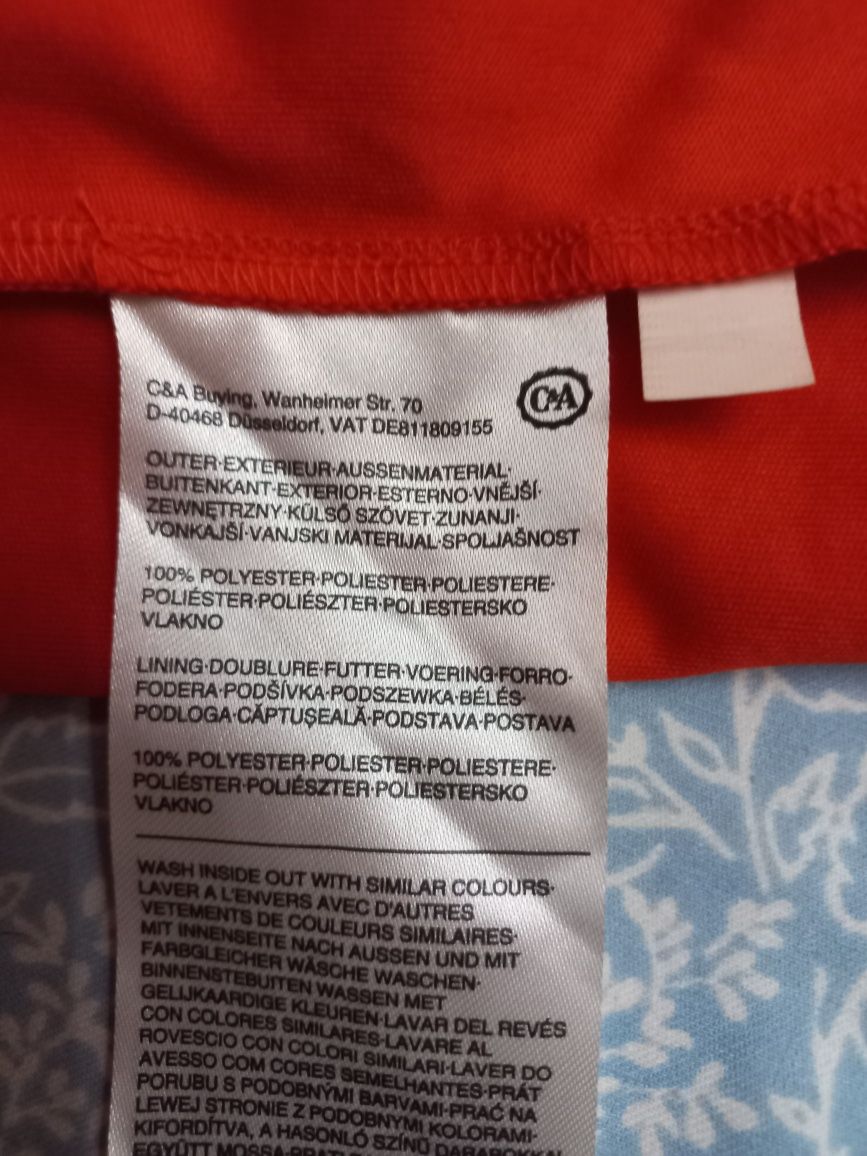 C&A Buying, Wanheimer Str. 70
D-40468 Düsseldorf, VAT DE811809155
C&A
OUTER·EXTERIEUR·AUSSENMATERIAL·
BUITENKANT·EXTERIOR·ESTERNO·VNĚJŠÍ·
ZEWNĘTRZNY·KÜLSŐ SZÖVET·ZUNANJI·
VONKAJŠÍ·VANJSKI MATERIJAL·SPOLJAŠNOST
100% POLYESTER·POLIESTER·POLIESTERE·
POLIÉSTER·POLIÉSZTER·POLIESTERSKO
VLAKNO
LINING·DOUBLURE·FUTTER·VOERING·FORRO·
FODERA·PODŠÍVKA·PODSZEWKA·BÉLÉS·
PODLOGA·CĂPTUȘEALĂ·PODSTAVA·POSTAVA
100% POLYESTER·POLIESTER·POLIESTERE·
POLIÉSTER·POLIÉSZTER·POLIESTERSKO
VLAKNO
WASH INSIDE OUT WITH SIMILAR COLOURS·
LAVER A L'ENVERS AVEC D'AUTRES
VETEMENTS DE COULEURS SIMILAIRES·
MIT INNENSEITE NACH AUSSEN UND MIT
FARBGLEICHER WÄSCHE WASCHEN·
BINNENSTEBUITEN WASSEN MET
GELIJKAARDIGE KLEUREN·LAVAR DEL REVÉS
CON COLORES SIMILARES·LAVARE AL
ROVESCIO CON COLORI SIMILARI·LAVER DO
AVESSO COM CORES SEMELHANTES·PRÁT
PORUBU S PODOBNÝMI BARVAMI·PRAĆ NA
LEWEJ STRONIE Z PODOBNYMI KOLORAMI·
KIFORDÍTVA, A HASONLÓ SZÍNŰ DARABOKKAL
EGYÜTT